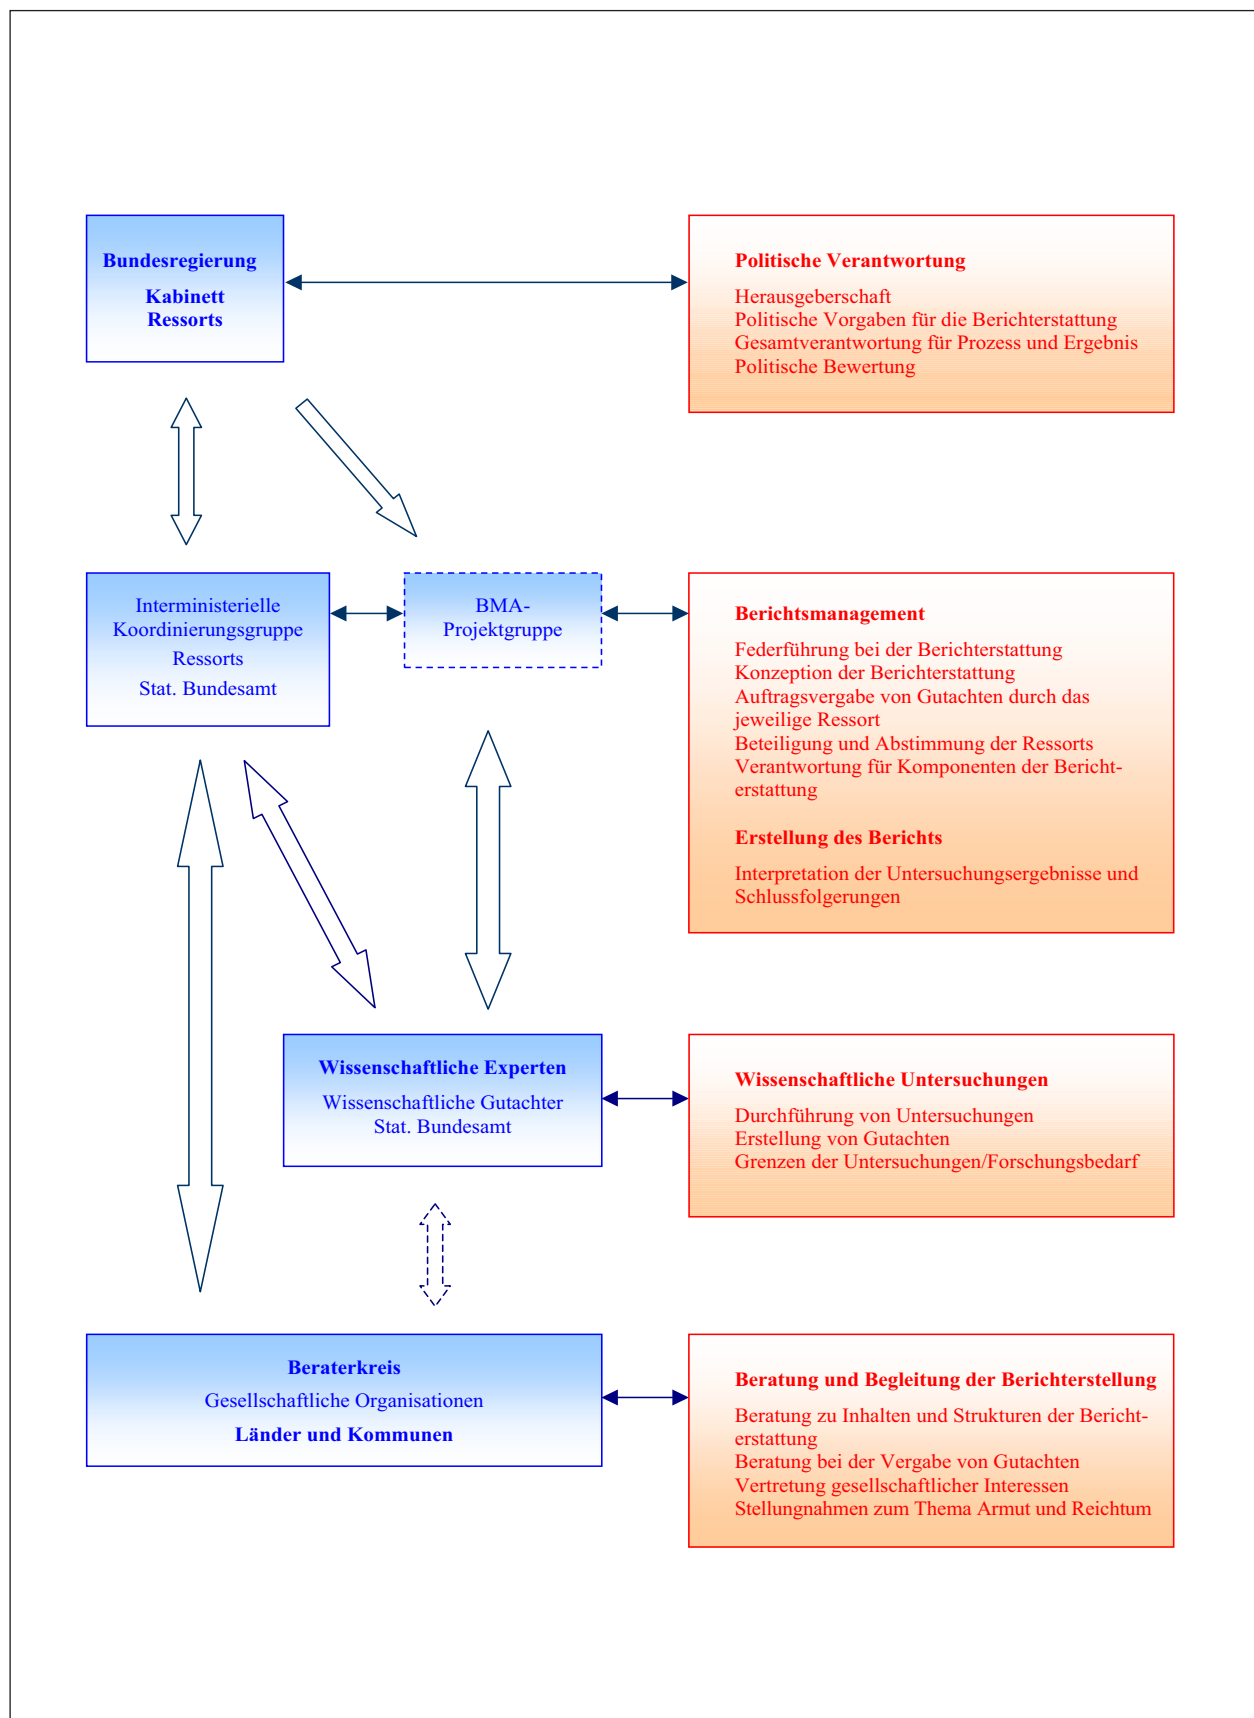 Bundesregierung
Kabinett
Ressorts
Politische Verantwortung
Herausgeberschaft
Politische Vorgaben für die Berichterstattung
Gesamtverantwortung für Prozess und Ergebnis
Politische Bewertung
Interministerielle
Koordinierungsgruppe
Ressorts
Stat. Bundesamt
BMA-
Projektgruppe
Berichtsmanagement
Federführung bei der Berichterstattung
Konzeption der Berichterstattung
Auftragsvergabe von Gutachten durch das
jeweilige Ressort
Beteiligung und Abstimmung der Ressorts
Verantwortung für Komponenten der Bericht-
erstattung
Erstellung des Berichts
Interpretation der Untersuchungsergebnisse und
Schlussfolgerungen
Wissenschaftliche Experten
Wissenschaftliche Gutachter
Stat. Bundesamt
Wissenschaftliche Untersuchungen
Durchführung von Untersuchungen
Erstellung von Gutachten
Grenzen der Untersuchungen/Forschungsbedarf
Beraterkreis
Gesellschaftliche Organisationen
Länder und Kommunen
Beratung und Begleitung der Berichterstellung
Beratung zu Inhalten und Strukturen der Bericht-
erstattung
Beratung bei der Vergabe von Gutachten
Vertretung gesellschaftlicher Interessen
Stellungnahmen zum Thema Armut und Reichtum